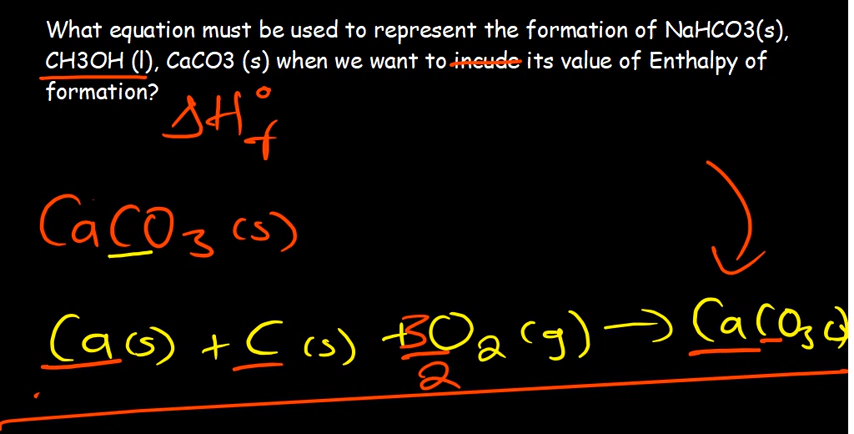 What equation must be used to represent the formation of NaHCO3(s),
CH3OH (l), CaCO3 (s) when we want to incude its value of Enthalpy of
formation?
ΔH°f
CaCO3 (s)
Ca(s) + C (s) + 3/2 O2 (g) → CaCO3 (s)